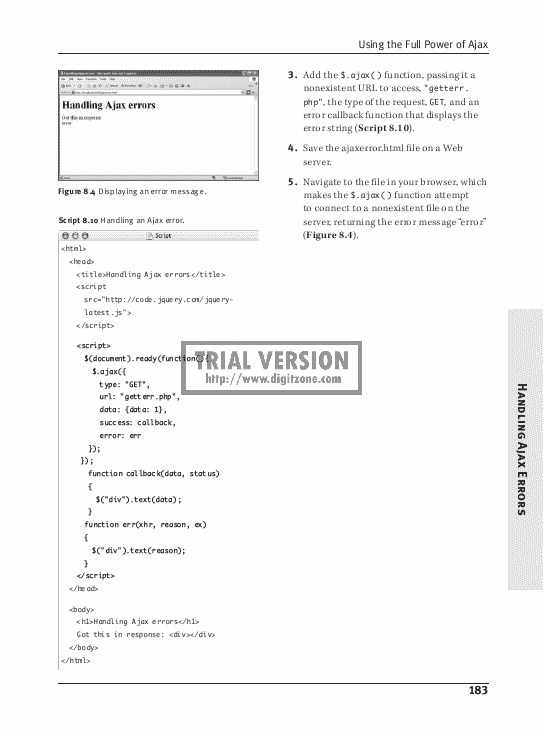 Using the Full Power of Ajax
Handling Ajax errors
Got this in response:
error
Figure 8.4 Displaying an error message.
Script 8.10 Handling an Ajax error.
Script
<html>
<head>
<title>Handling Ajax errors</title>
<script
src="http://code.jquery.com/jquery-
latest.js">
</script>
<script>
$(document).ready(function(){
$.ajax({
type: "GET",
url: "getterr.php",
data: {data: 1},
success: callback,
error: err
});
});
function callback(data, status)
{
$("div").text(data);
}
function err(xhr, reason, ex)
{
$("div").text(reason);
}
</script>
</head>
<body>
<h1>Handling Ajax errors</h1>
Got this in response: <div></div>
</body>
</html>
3. Add the $.ajax() function, passing it a
nonexistent URL to access, "getterr.
php", the type of the request, GET, and an
error callback function that displays the
error string (Script 8.10).
4. Save the ajaxerror.html file on a Web
server.
5. Navigate to the file in your browser, which
makes the $.ajax() function attempt
to connect to a nonexistent file on the
server, returning the error message "error"
(Figure 8.4).
TRIAL VERSION
http://www.digitzone.com
Handling Ajax Errors
183